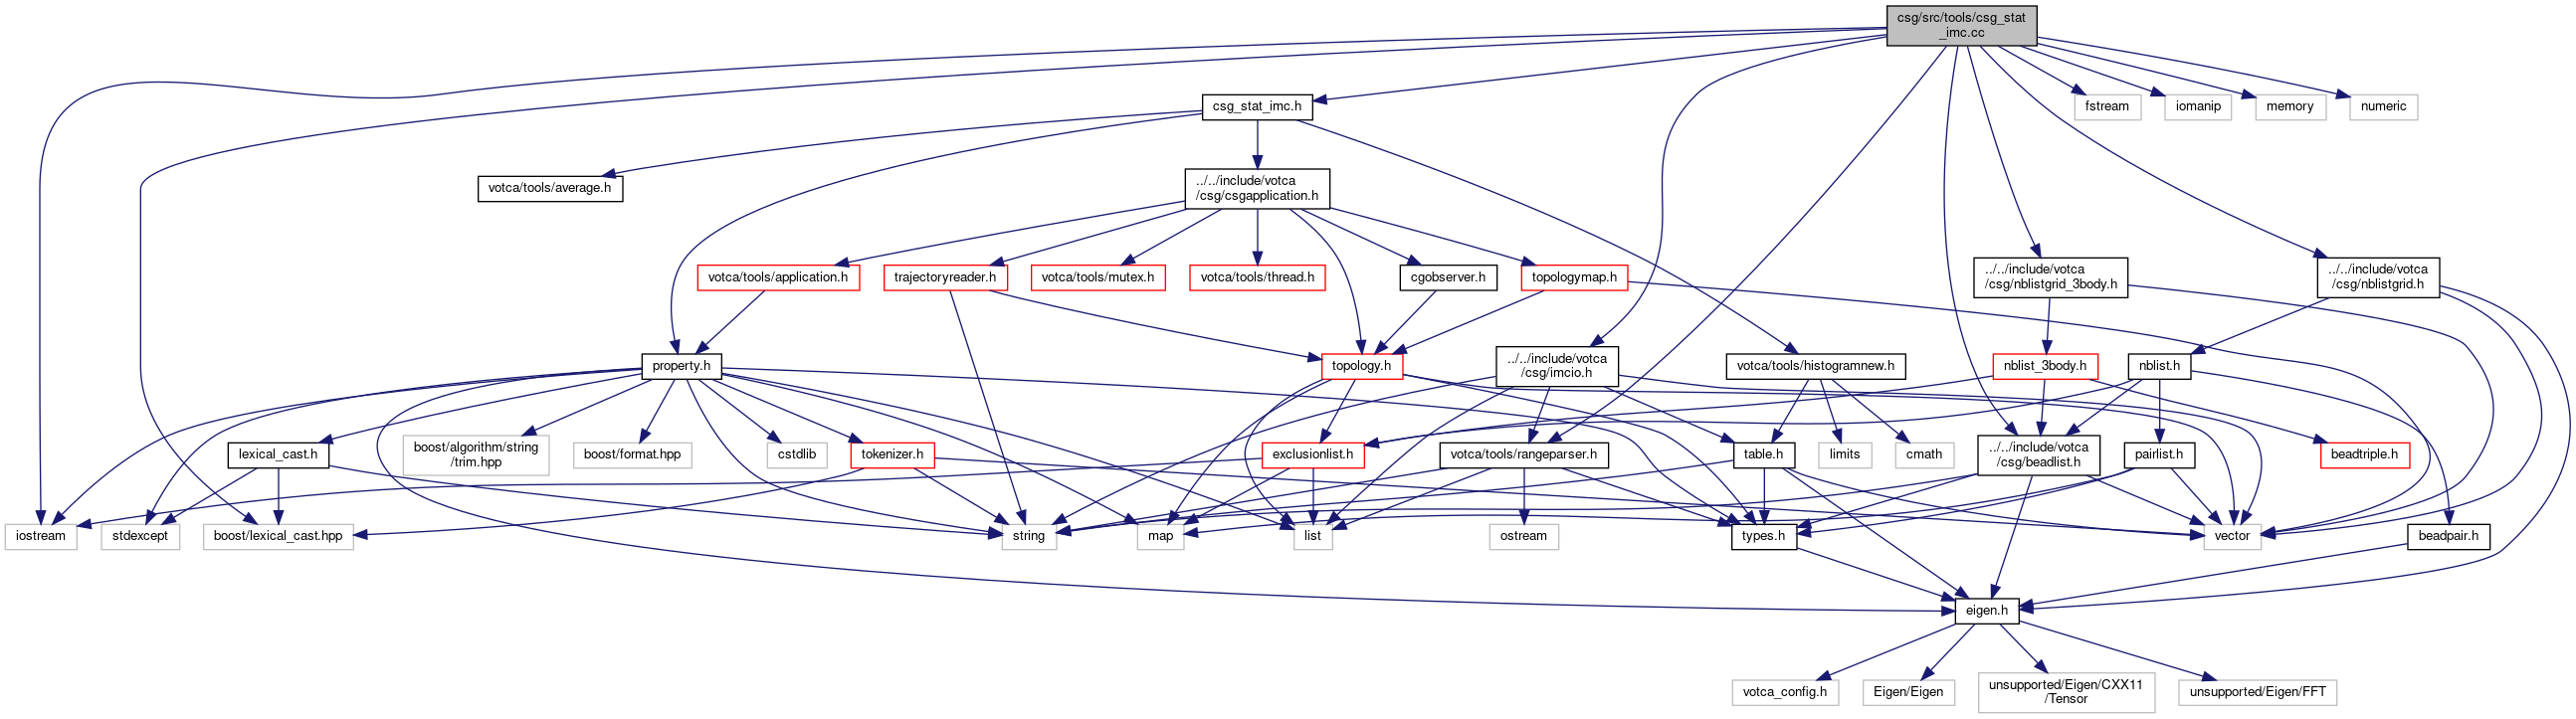 csg/src/tools/csg_stat
_imc.cc
csg_stat_imc.h
fstream
iomanip
memory
numeric
votca/tools/average.h
../../include/votca
/csg/csgapplication.h
votca/tools/application.h
trajectoryreader.h
votca/tools/mutex.h
votca/tools/thread.h
cgobserver.h
topologymap.h
../../include/votca
/csg/nblistgrid_3body.h
../../include/votca
/csg/nblistgrid.h
property.h
topology.h
../../include/votca
/csg/imcio.h
votca/tools/histogramnew.h
nblist_3body.h
nblist.h
lexical_cast.h
boost/algorithm/string
/trim.hpp
boost/format.hpp
cstdlib
tokenizer.h
exclusionlist.h
votca/tools/rangeparser.h
table.h
limits
cmath
../../include/votca
/csg/beadlist.h
pairlist.h
beadtriple.h
iostream
stdexcept
boost/lexical_cast.hpp
string
map
list
ostream
types.h
vector
beadpair.h
eigen.h
votca_config.h
Eigen/Eigen
unsupported/Eigen/CXX11
/Tensor
unsupported/Eigen/FFT